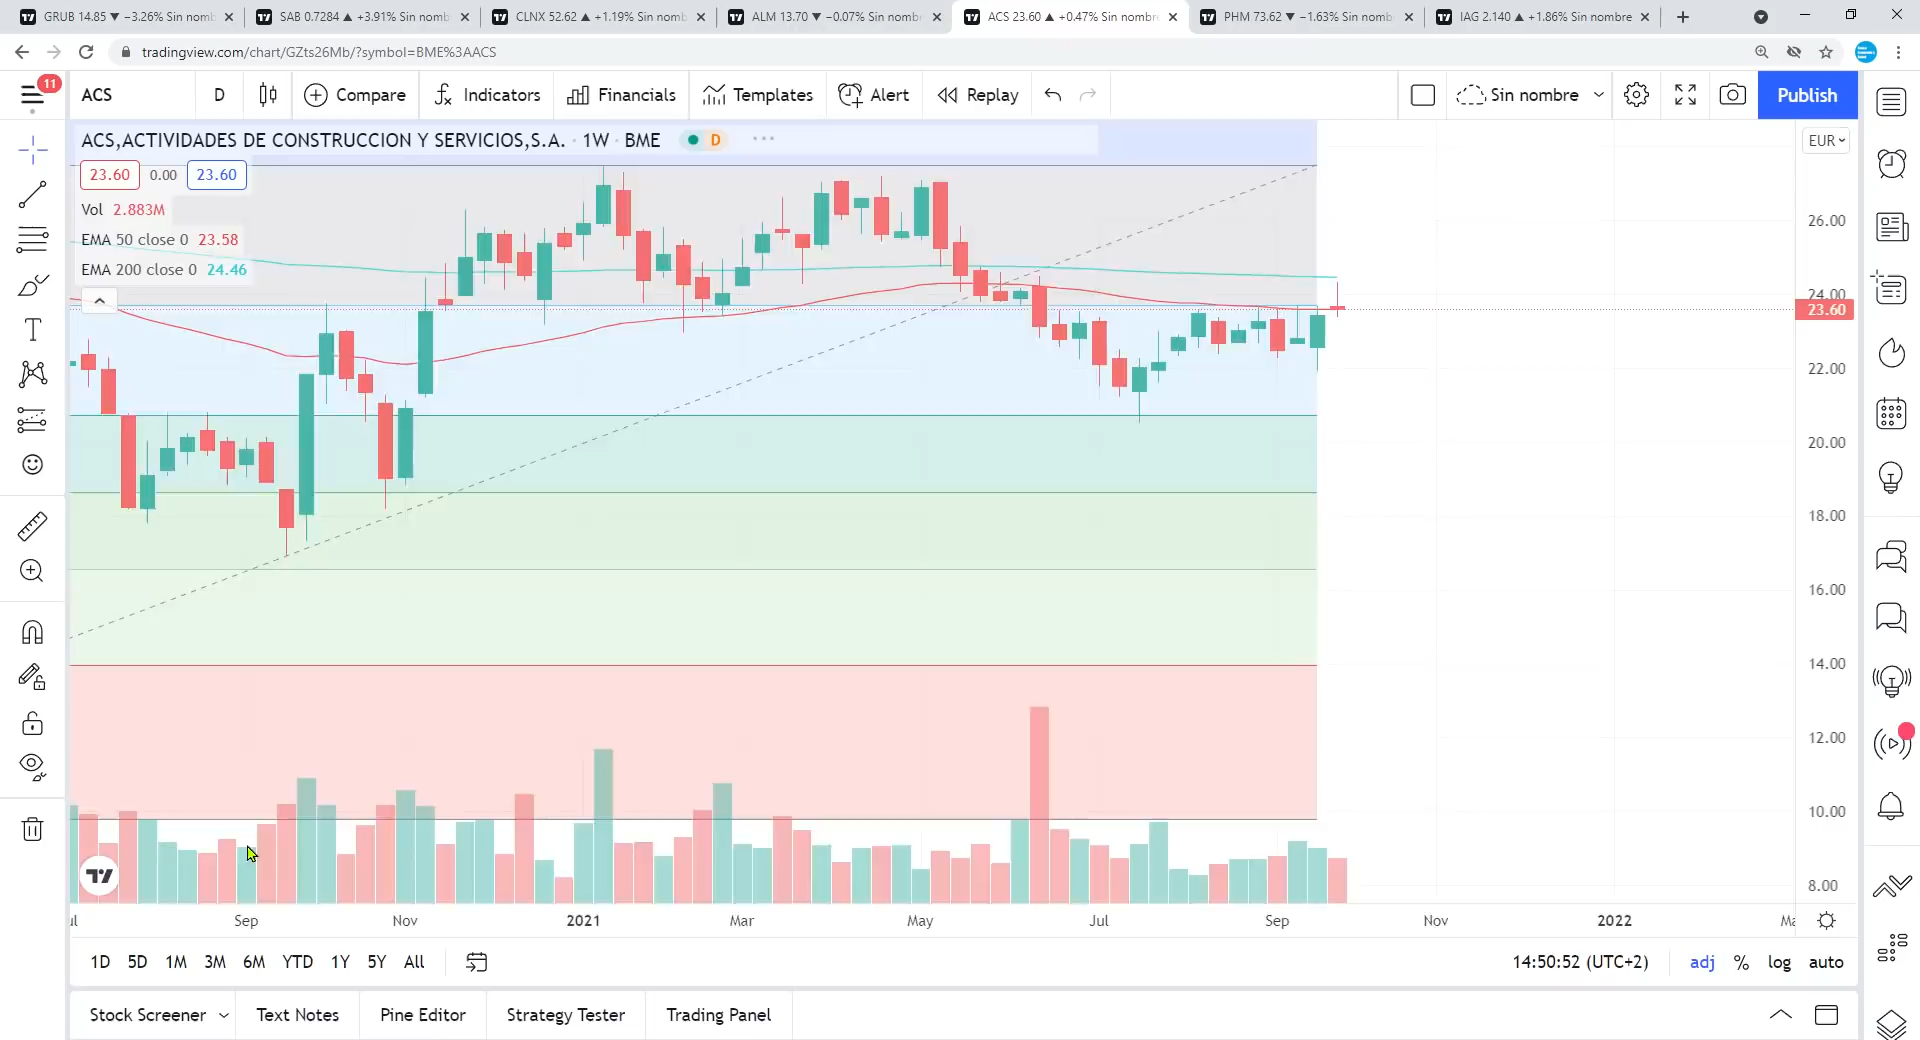 GRUB 14.85 ▼ −3.26% Sin nomb
SAB 0.7284 ▲ +3.91% Sin nomb
CLNX 52.62 ▲ +1.19% Sin nomb
ALM 13.70 ▼ −0.07% Sin nomb
ACS 23.60 ▲ +0.47% Sin nombre
PHM 73.62 ▼ −1.63% Sin nomb
IAG 2.140 ▲ +1.86% Sin nombre
tradingview.com/chart/GZts26Mb/?symbol=BME%3AACS
11
ACS D Compare Indicators Financials Templates Alert Replay Sin nombre Publish
ACS,ACTIVIDADES DE CONSTRUCCION Y SERVICIOS,S.A. · 1W · BME D
EUR
23.60 0.00 23.60
Vol 2.883M
EMA 50 close 0 23.58
EMA 200 close 0 24.46
26.00
24.00
23.60
22.00
20.00
18.00
16.00
14.00
12.00
10.00
8.00
ul Sep Nov 2021 Mar May Jul Sep Nov 2022 Ma
1D 5D 1M 3M 6M YTD 1Y 5Y All 14:50:52 (UTC+2) adj % log auto
Stock Screener Text Notes Pine Editor Strategy Tester Trading Panel